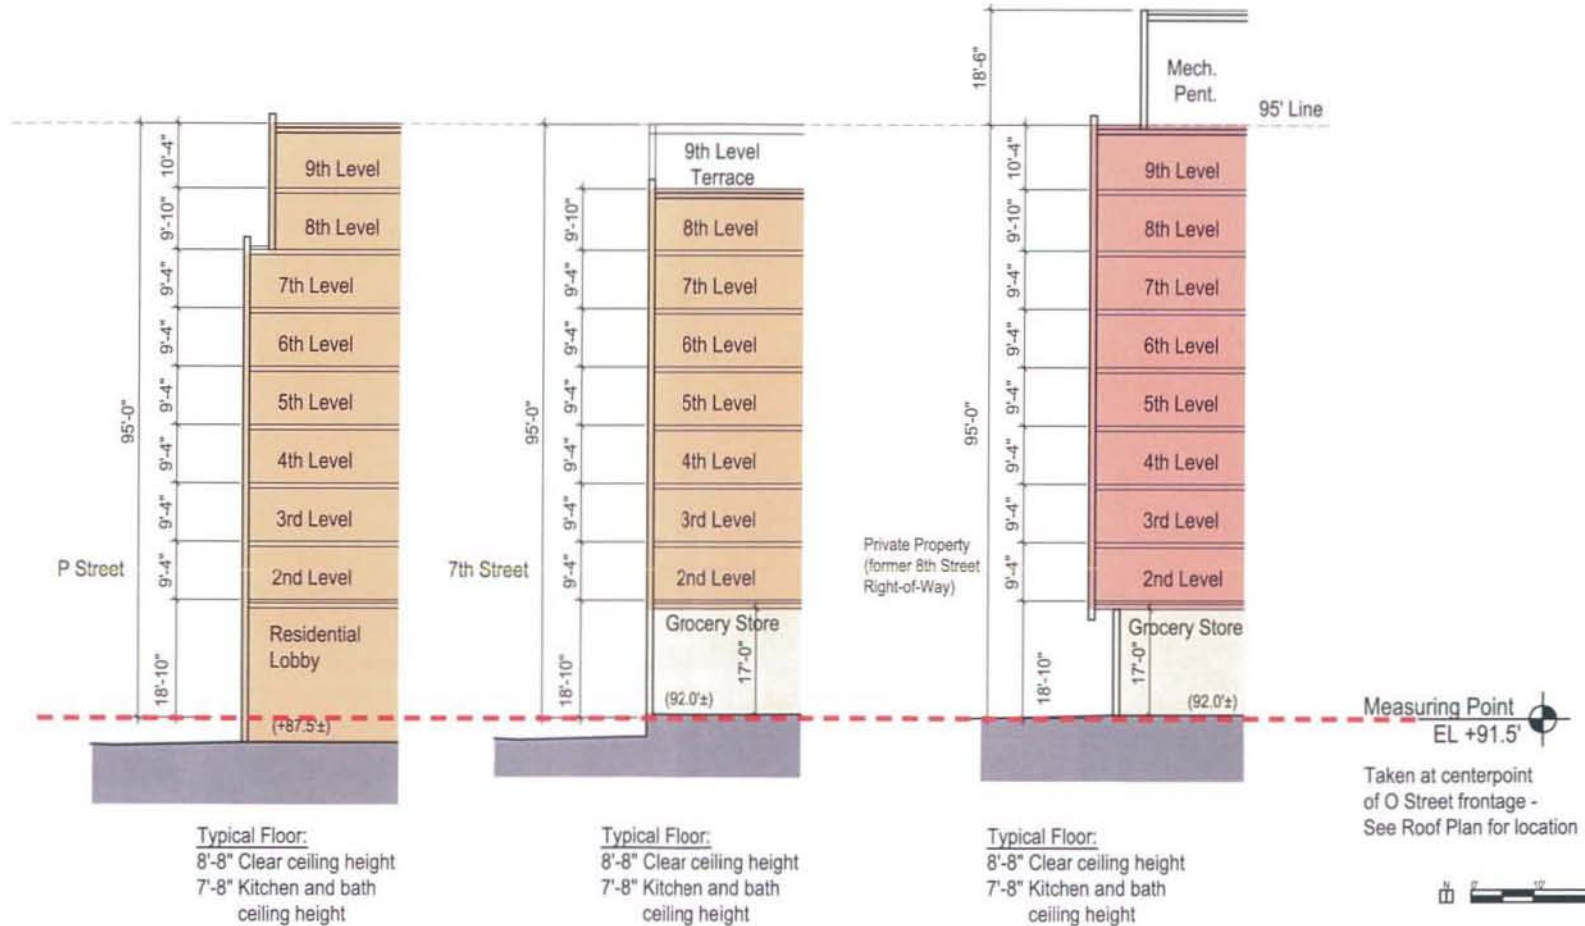 P Street
95'-0"
10'-4"
9'-10"
9'-4"
9'-4"
9'-4"
9'-4"
9'-4"
9'-4"
18'-10"
9th Level
8th Level
7th Level
6th Level
5th Level
4th Level
3rd Level
2nd Level
Residential
Lobby
(+87.5'±)
Typical Floor:
8'-8" Clear ceiling height
7'-8" Kitchen and bath
ceiling height
7th Street
95'-0"
9'-10"
9'-4"
9'-4"
9'-4"
9'-4"
9'-4"
9'-4"
18'-10"
9th Level
Terrace
8th Level
7th Level
6th Level
5th Level
4th Level
3rd Level
2nd Level
Grocery Store
17'-0"
(92.0'±)
Typical Floor:
8'-8" Clear ceiling height
7'-8" Kitchen and bath
ceiling height
Private Property
(former 8th Street
Right-of-Way)
18'-6"
95'-0"
10'-4"
9'-10"
9'-4"
9'-4"
9'-4"
9'-4"
9'-4"
9'-4"
18'-10"
Mech.
Pent.
95' Line
9th Level
8th Level
7th Level
6th Level
5th Level
4th Level
3rd Level
2nd Level
Grocery Store
17'-0"
(92.0'±)
Typical Floor:
8'-8" Clear ceiling height
7'-8" Kitchen and bath
ceiling height
Measuring Point
EL +91.5'
Taken at centerpoint
of O Street frontage -
See Roof Plan for location
N
0'
10'